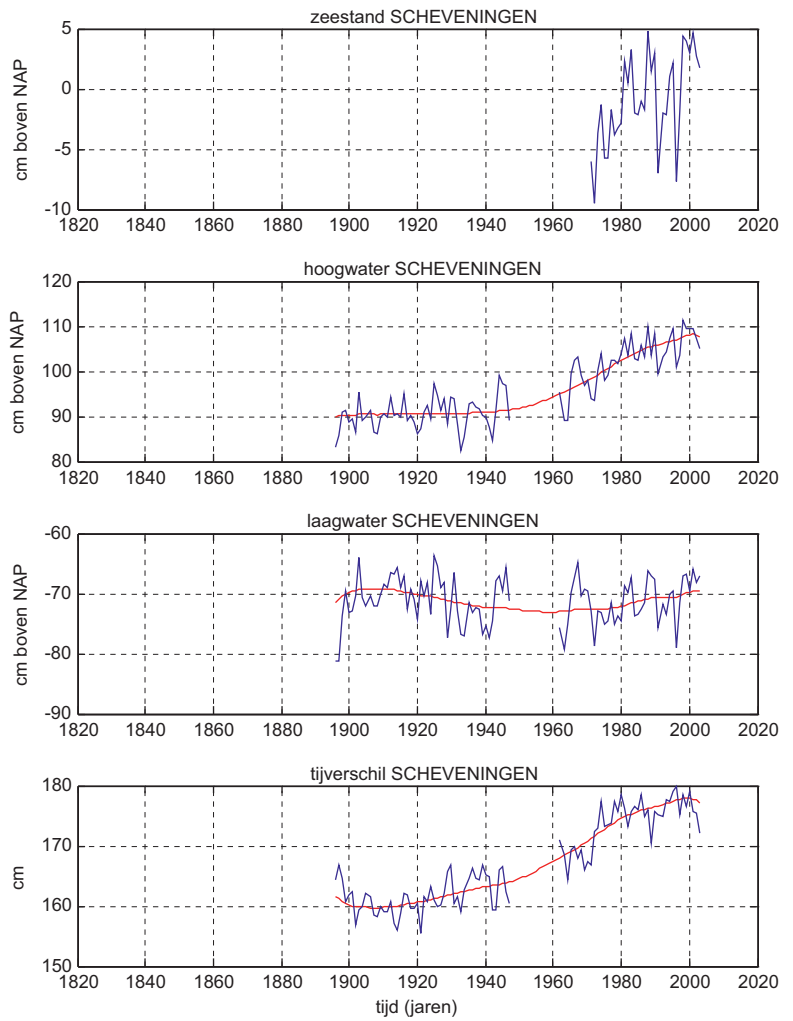 zeestand SCHEVENINGEN
cm boven NAP
5
0
-5
-10
1820 1840 1860 1880 1900 1920 1940 1960 1980 2000 2020
hoogwater SCHEVENINGEN
cm boven NAP
120
110
100
90
80
1820 1840 1860 1880 1900 1920 1940 1960 1980 2000 2020
laagwater SCHEVENINGEN
cm boven NAP
-60
-70
-80
-90
1820 1840 1860 1880 1900 1920 1940 1960 1980 2000 2020
tijverschil SCHEVENINGEN
cm
180
170
160
150
1820 1840 1860 1880 1900 1920 1940 1960 1980 2000 2020
tijd (jaren)